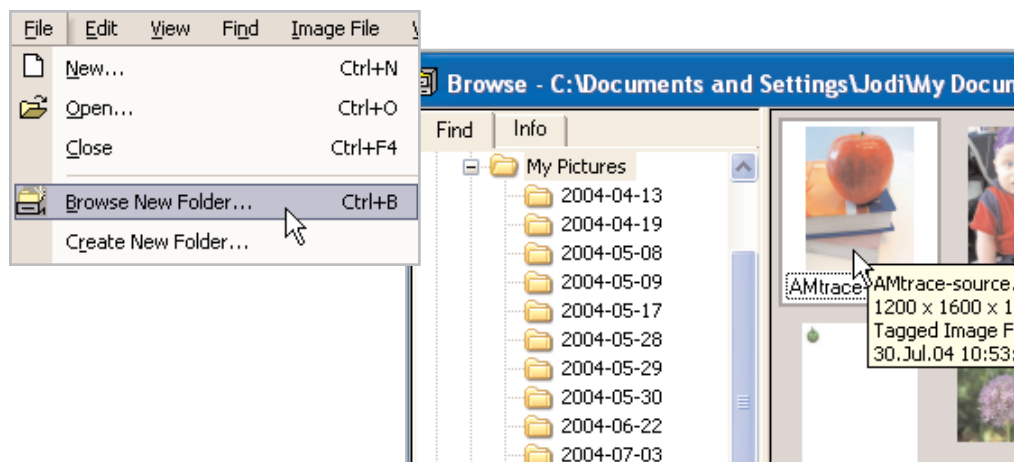 File Edit View Find Image File
New... Ctrl+N
Open... Ctrl+O
Close Ctrl+F4
Browse New Folder... Ctrl+B
Create New Folder...
Browse - C:\Documents and Settings\Jodi\My Docum
Find Info
My Pictures
2004-04-13
2004-04-19
2004-05-08
2004-05-09
2004-05-17
2004-05-28
2004-05-29
2004-05-30
2004-06-22
2004-07-03
AMtrace-
AMtrace-source.
1200 x 1600 x 1
Tagged Image F
30.Jul.04 10:53: